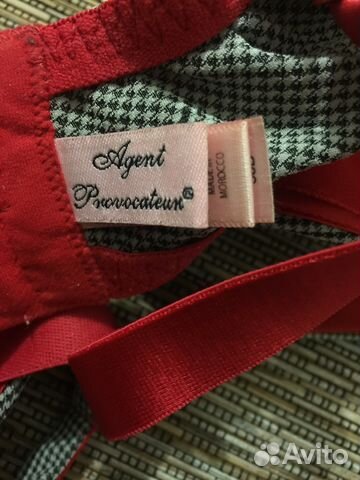 Agent
Provocateur®
MADE IN
MOROCCO
Avito